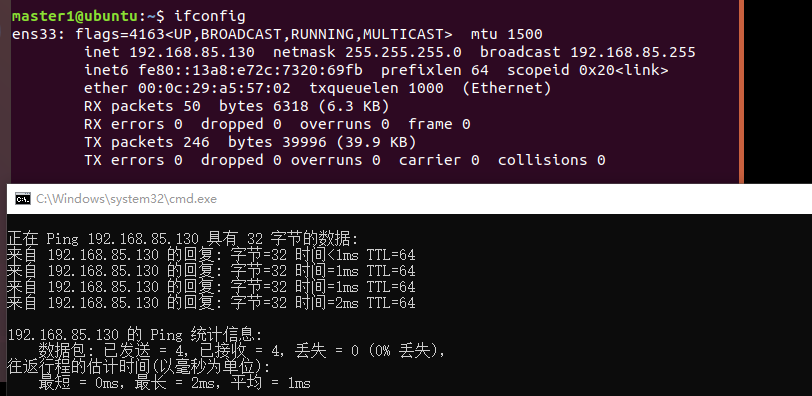 master1@ubuntu:~$ ifconfig
ens33: flags=4163<UP,BROADCAST,RUNNING,MULTICAST>  mtu 1500
        inet 192.168.85.130  netmask 255.255.255.0  broadcast 192.168.85.255
        inet6 fe80::13a8:e72c:7320:69fb  prefixlen 64  scopeid 0x20<link>
        ether 00:0c:29:a5:57:02  txqueuelen 1000  (Ethernet)
        RX packets 50  bytes 6318 (6.3 KB)
        RX errors 0  dropped 0  overruns 0  frame 0
        TX packets 246  bytes 39996 (39.9 KB)
        TX errors 0  dropped 0 overruns 0  carrier 0  collisions 0
C:\Windows\system32\cmd.exe
正在 Ping 192.168.85.130 具有 32 字节的数据:
来自 192.168.85.130 的回复: 字节=32 时间<1ms TTL=64
来自 192.168.85.130 的回复: 字节=32 时间=1ms TTL=64
来自 192.168.85.130 的回复: 字节=32 时间=1ms TTL=64
来自 192.168.85.130 的回复: 字节=32 时间=2ms TTL=64
192.168.85.130 的 Ping 统计信息:
    数据包: 已发送 = 4，已接收 = 4，丢失 = 0 (0% 丢失)，
往返行程的估计时间(以毫秒为单位):
    最短 = 0ms，最长 = 2ms，平均 = 1ms